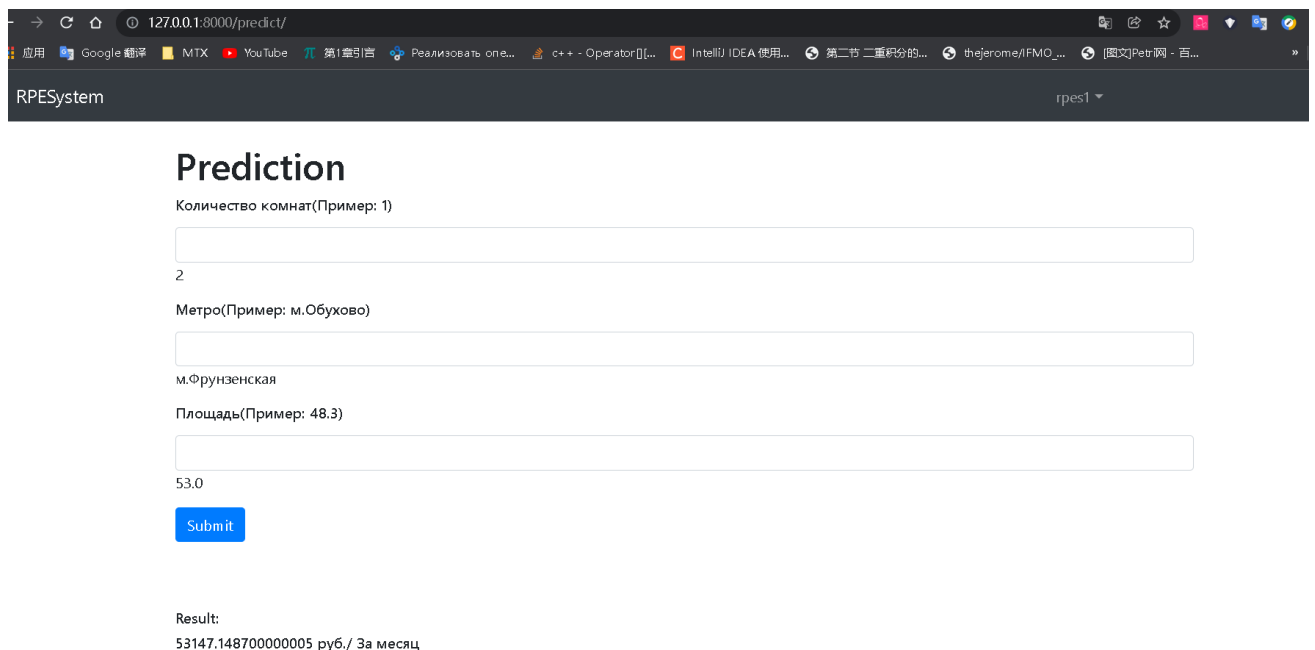 127.0.0.1:8000/predict/
应用 Google 翻译 MTX YouTube 第1章引言 Реализовать one... c++ - Operator[][... IntelliJ IDEA 使用... 第二节 二重积分的... thejerome/IFMO_... [图文]Petri网 - 百... »
RPESystem rpes1
Prediction
Количество комнат(Пример: 1)
2
Метро(Пример: м.Обухово)
м.Фрунзенская
Площадь(Пример: 48.3)
53.0
Submit
Result:
53147.148700000005 руб./ За месяц